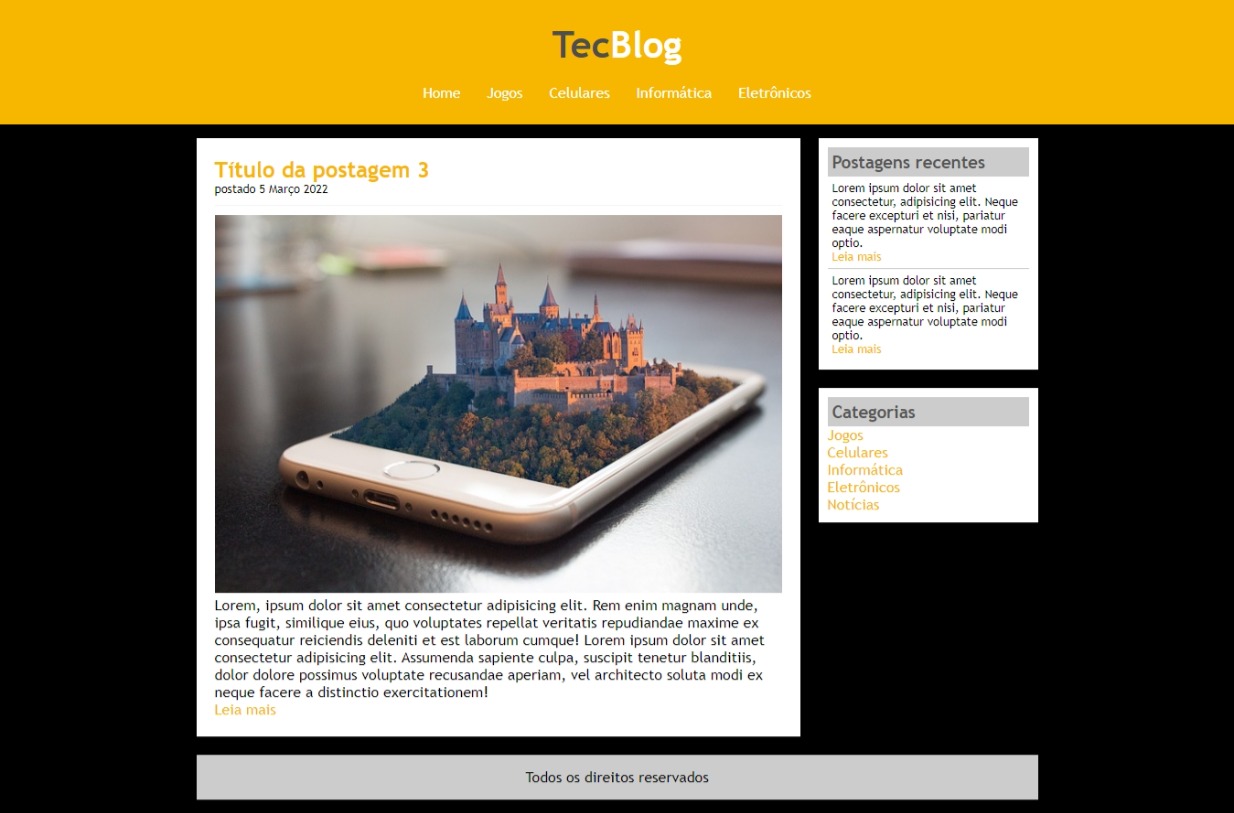 TecBlog
Home Jogos Celulares Informática Eletrônicos
Título da postagem 3
postado 5 Março 2022
Lorem, ipsum dolor sit amet consectetur adipisicing elit. Rem enim magnam unde,
ipsa fugit, similique eius, quo voluptates repellat veritatis repudiandae maxime ex
consequatur reiciendis deleniti et est laborum cumque! Lorem ipsum dolor sit amet
consectetur adipisicing elit. Assumenda sapiente culpa, suscipit tenetur blanditiis,
dolor dolore possimus voluptate recusandae aperiam, vel architecto soluta modi ex
neque facere a distinctio exercitationem!
Leia mais
Postagens recentes
Lorem ipsum dolor sit amet
consectetur, adipisicing elit. Neque
facere excepturi et nisi, pariatur
eaque aspernatur voluptate modi
optio.
Leia mais
Lorem ipsum dolor sit amet
consectetur, adipisicing elit. Neque
facere excepturi et nisi, pariatur
eaque aspernatur voluptate modi
optio.
Leia mais
Categorias
Jogos
Celulares
Informática
Eletrônicos
Notícias
Todos os direitos reservados